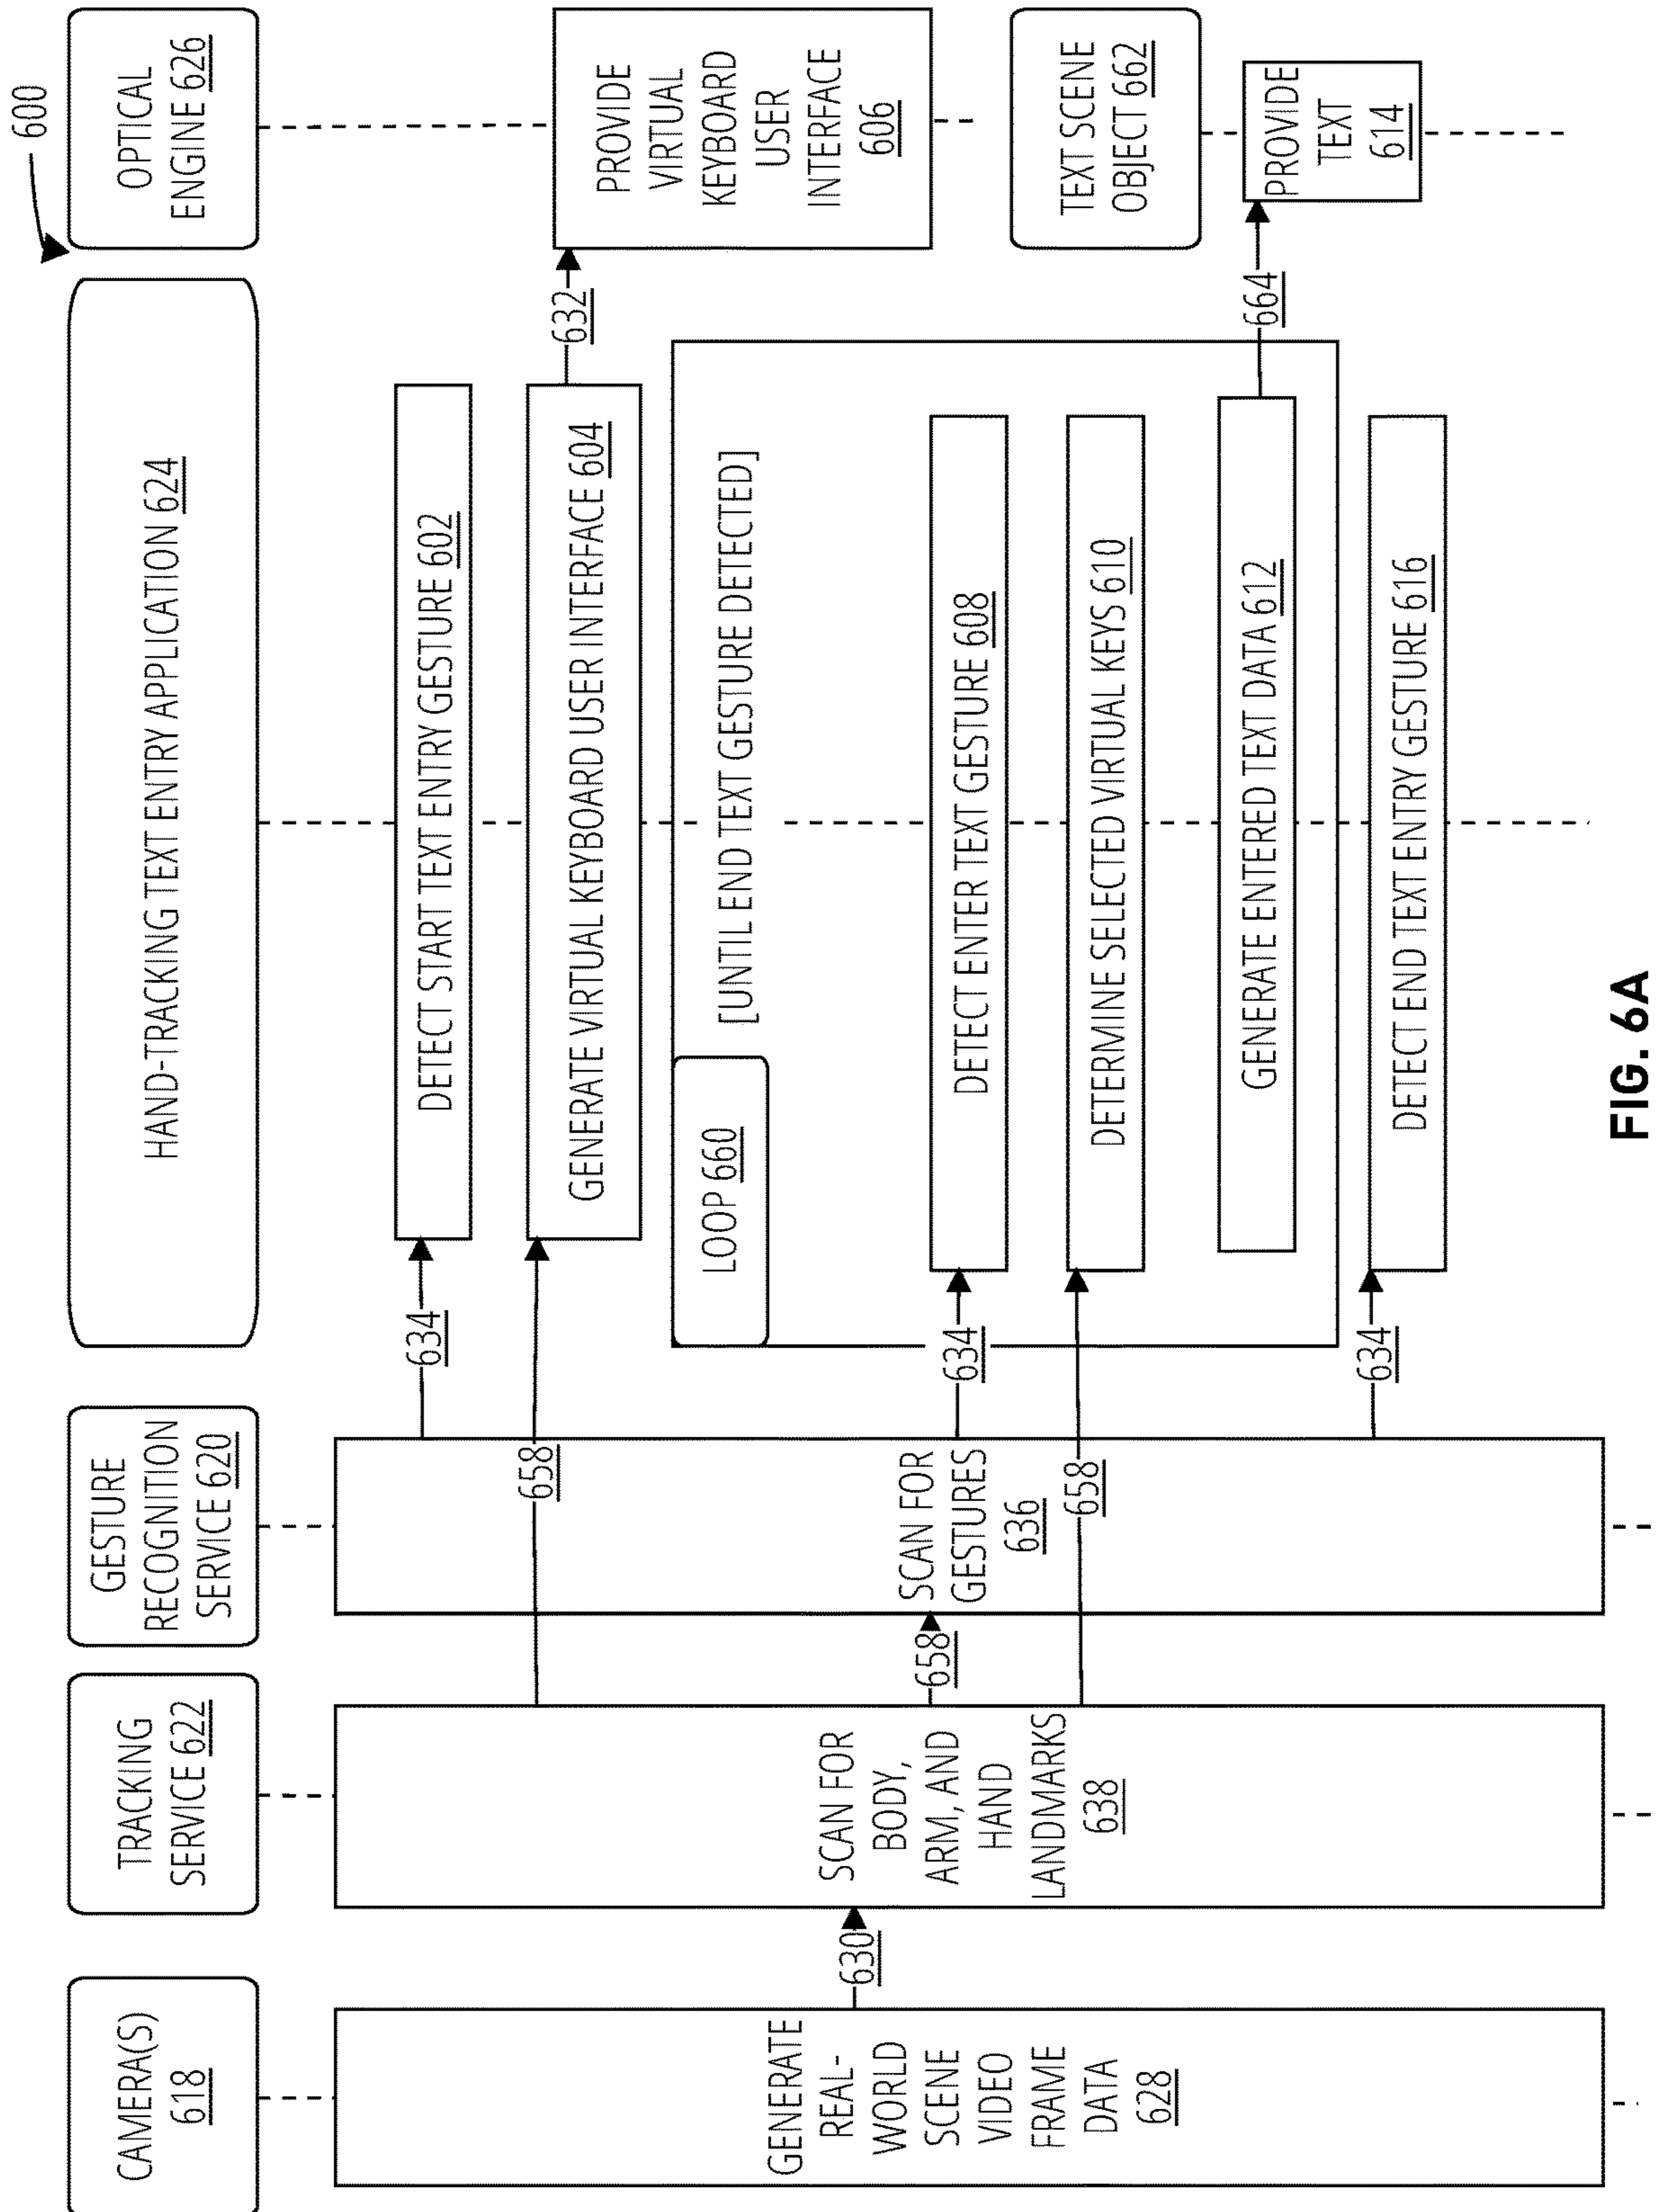 600
CAMERA(S)
618
TRACKING
SERVICE 622
GESTURE
RECOGNITION
SERVICE 620
HAND-TRACKING TEXT ENTRY APPLICATION 624
OPTICAL
ENGINE 626
GENERATE
REAL-
WORLD
SCENE
VIDEO
FRAME
DATA
628
630
SCAN FOR
BODY,
ARM, AND
HAND
LANDMARKS
638
658
SCAN FOR
GESTURES
636
634
DETECT START TEXT ENTRY GESTURE 602
658
GENERATE VIRTUAL KEYBOARD USER INTERFACE 604
632
PROVIDE
VIRTUAL
KEYBOARD
USER
INTERFACE
606
LOOP 660
[UNTIL END TEXT GESTURE DETECTED]
634
DETECT ENTER TEXT GESTURE 608
658
DETERMINE SELECTED VIRTUAL KEYS 610
TEXT SCENE
OBJECT 662
GENERATE ENTERED TEXT DATA 612
664
PROVIDE
TEXT
614
634
DETECT END TEXT ENTRY GESTURE 616
FIG. 6A